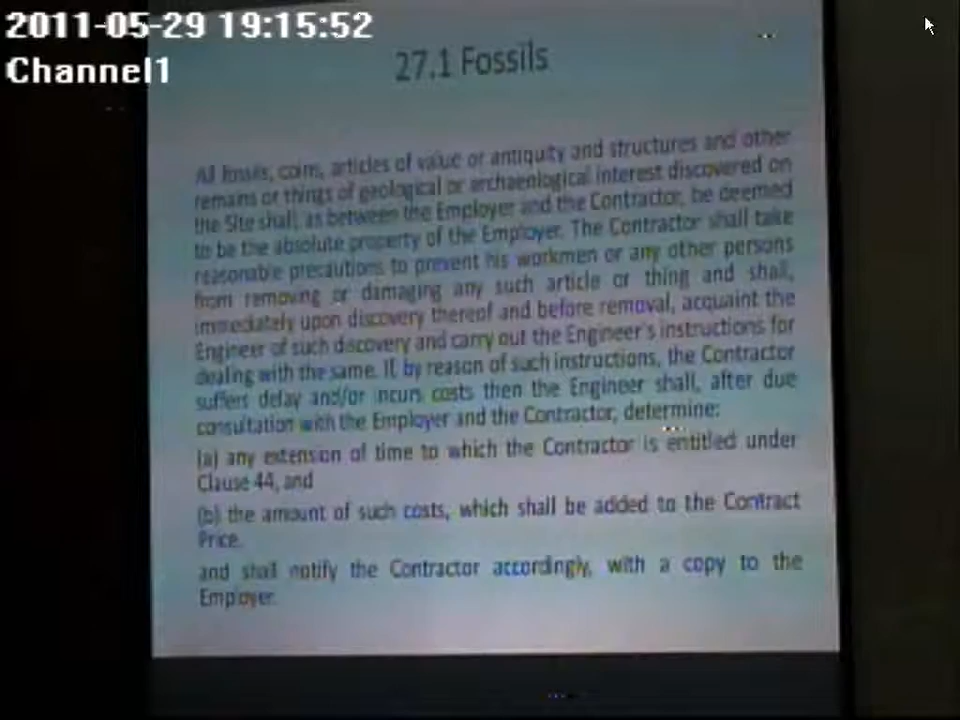 2011-05-29 19:15:52
Channel1
27.1 Fossils
All fossils, coins, articles of value or antiquity and structures and other
remains or things of geological or archaenlogical interest discovered on
the Site shall, as between the Employer and the Contractor, be deemed
to be the absolute property of the Employer. The Contractor shall take
reasonable precautions to prevent his workmen or any other persons
from removing or damaging any such article or thing and shall,
immediately upon discovery thereof and before removal, acquaint the
Engineer of such discovery and carry out the Engineer's instructions for
dealing with the same. If, by reason of such instructions, the Contractor
suffers delay and/or incurs costs then the Engineer shall, after due
consultation with the Employer and the Contractor, determine:
(a) any extension of time to which the Contractor is entitled under
Clause 44, and
(b) the amount of such costs, which shall be added to the Contract
Price.
and shall notify the Contractor accordingly, with a copy to the
Employer.